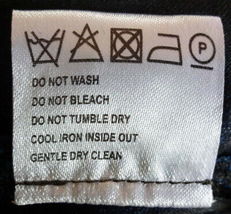 P
DO NOT WASH
DO NOT BLEACH
DO NOT TUMBLE DRY
COOL IRON INSIDE OUT
GENTLE DRY CLEAN